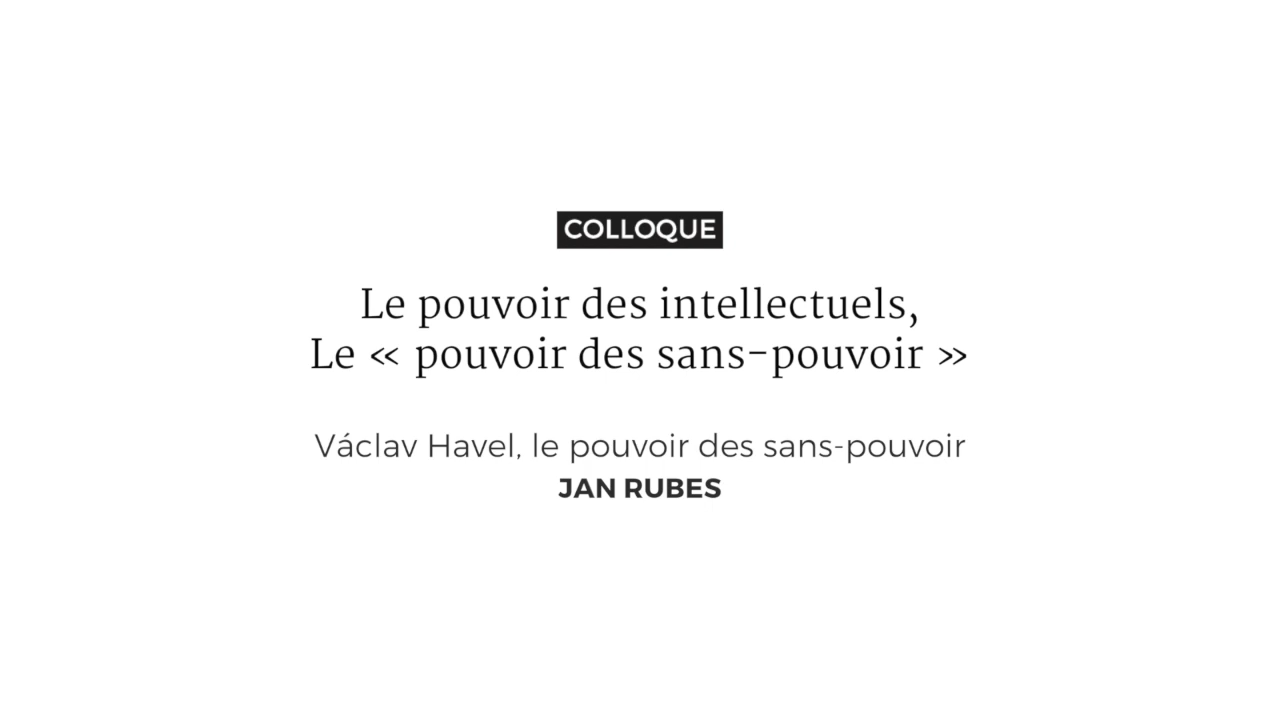 COLLOQUE
Le pouvoir des intellectuels,
Le « pouvoir des sans-pouvoir »
Václav Havel, le pouvoir des sans-pouvoir
JAN RUBES